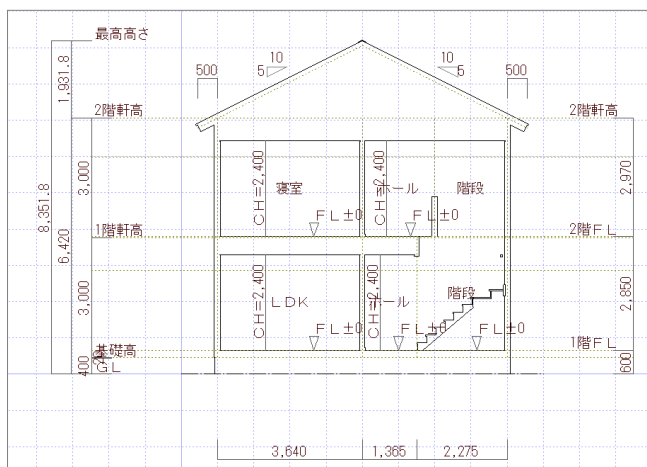 最高高さ
10
5
10
5
500
500
1,931.8
2階軒高
2階軒高
3,000
CH=2,400
寝室
CH=2,400
ホール
階段
2,970
FL±0
FL±0
8,351.8
6,420
1階軒高
2階FL
3,000
CH=2,400
LDK
CH=2,400
ホール
階段
2,850
FL±0
FL±0
FL±0
基礎高
1階FL
400
GL
600
3,640
1,365
2,275